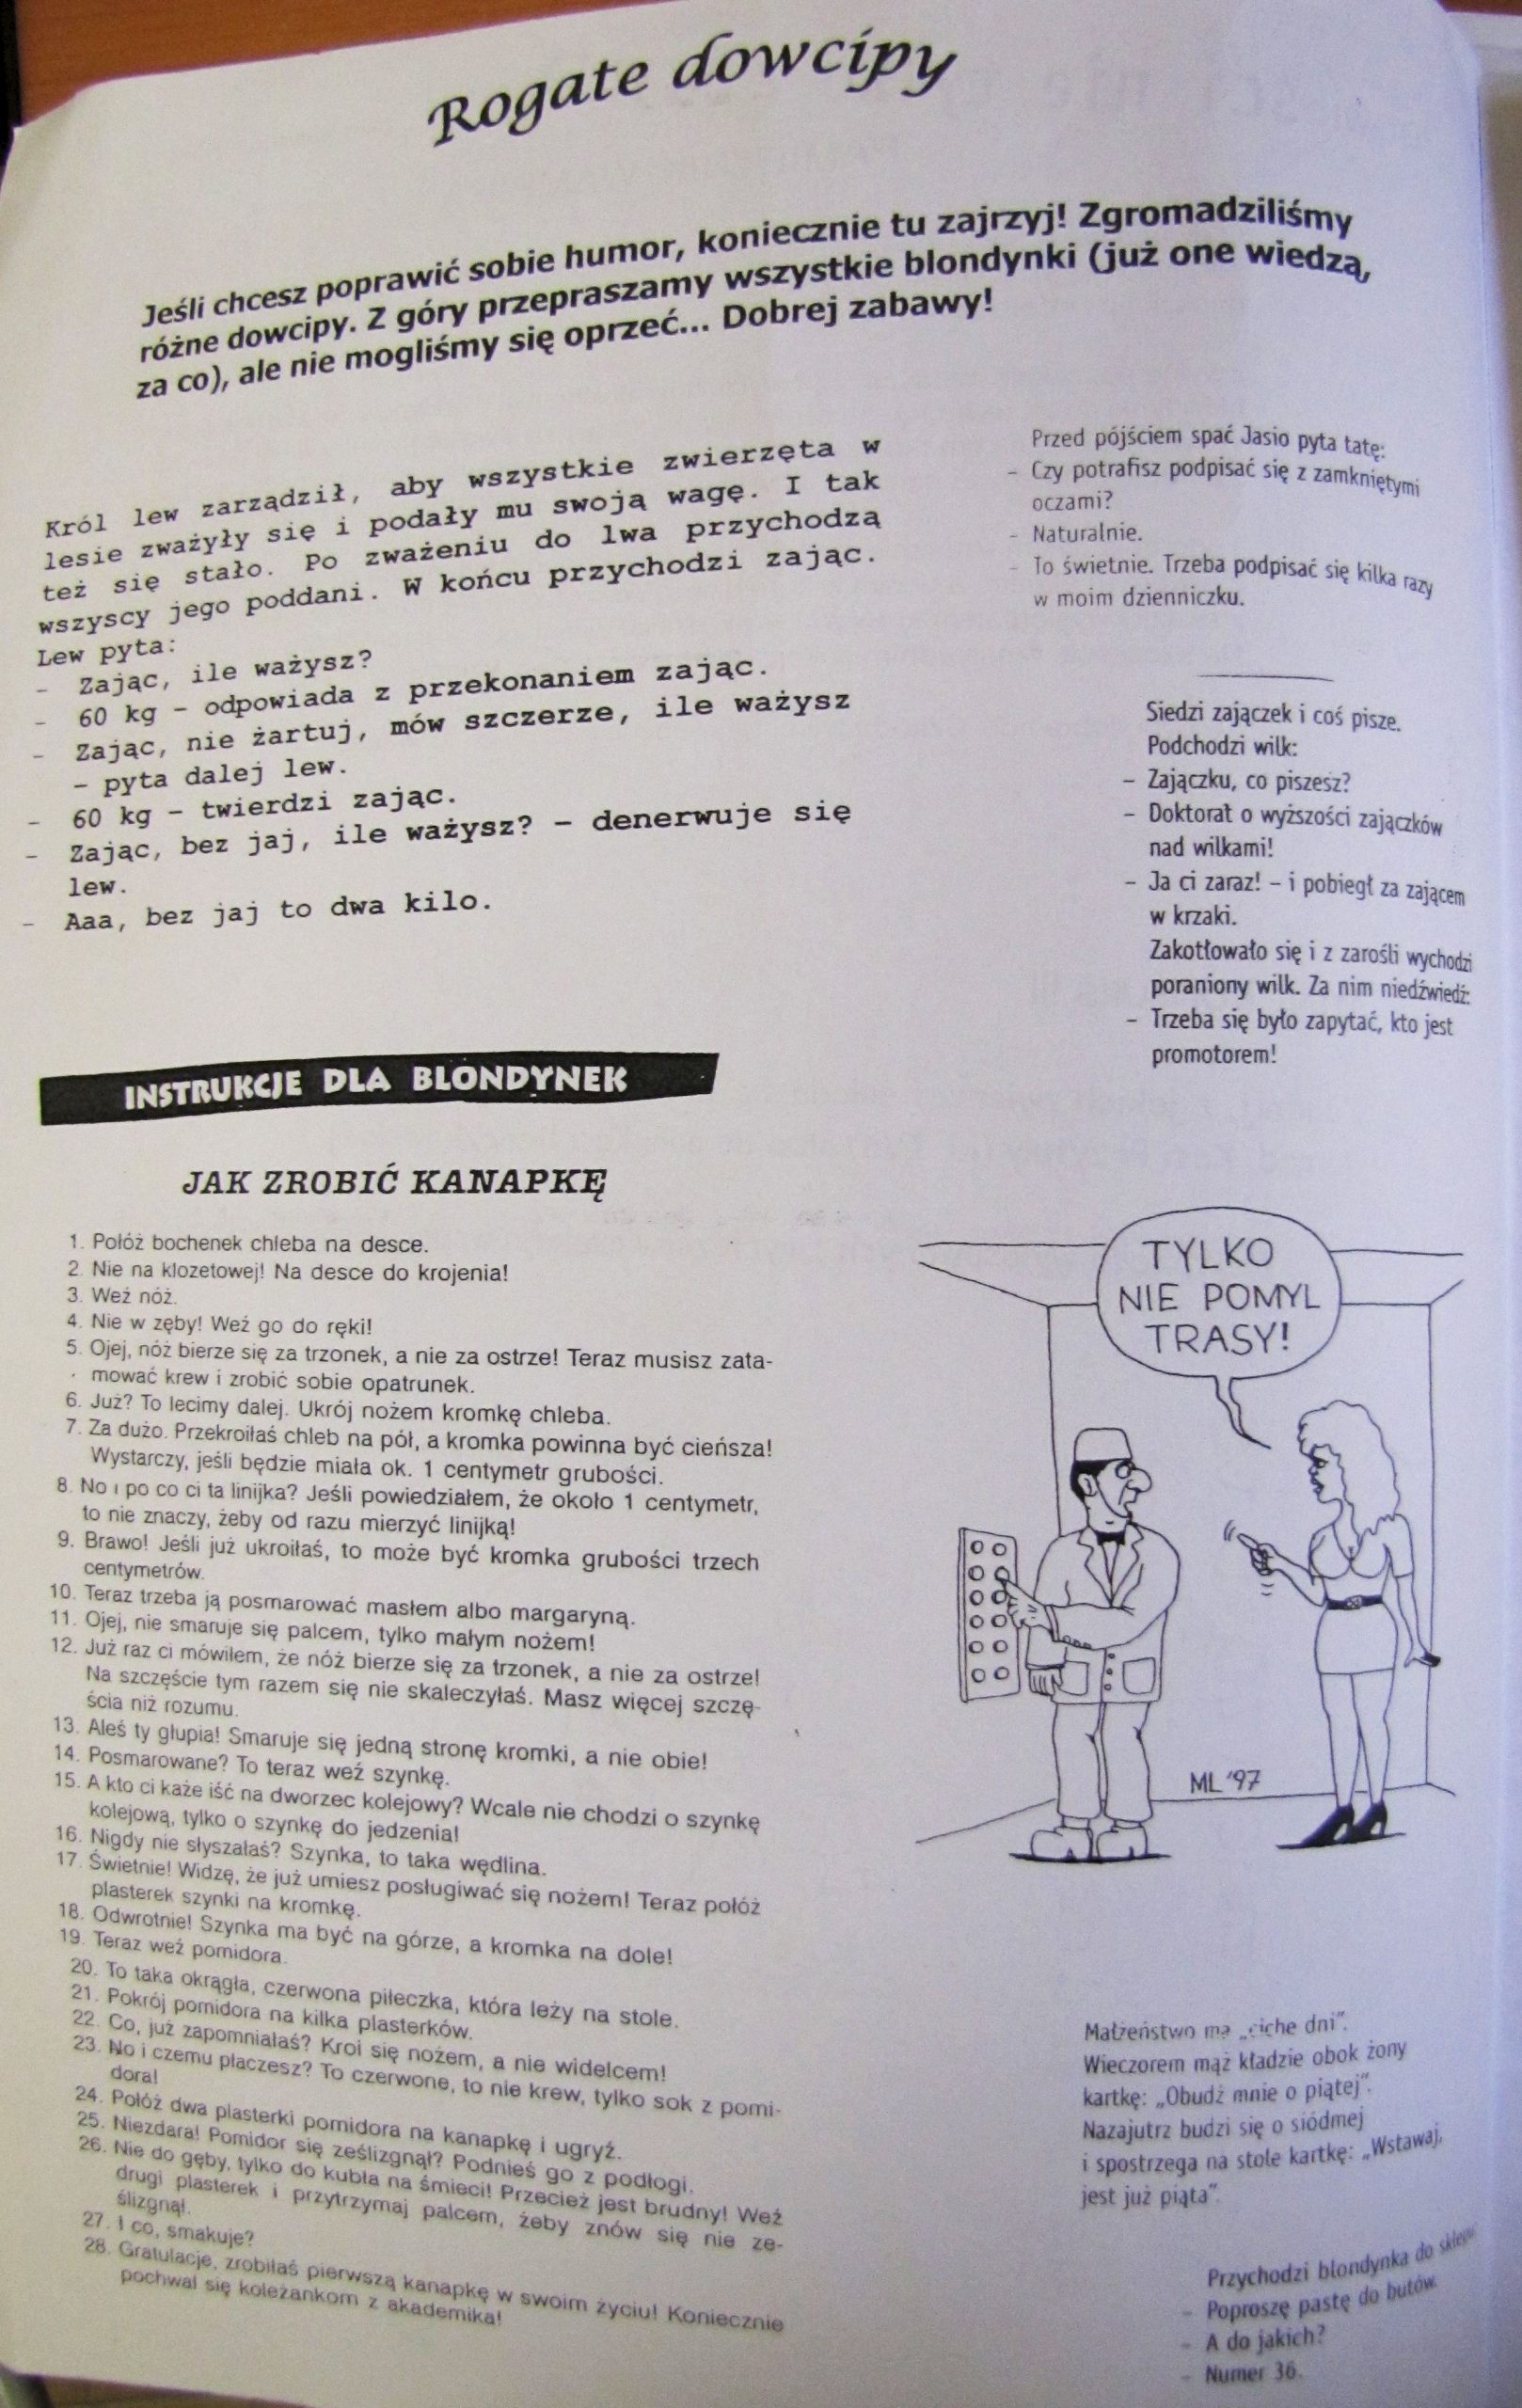 Rogate dowcipy
Jeśli chcesz poprawić sobie humor, koniecznie tu zajrzyj! Zgromadziliśmy
różne dowcipy. Z góry przepraszamy wszystkie blondynki (już one wiedzą,
za co), ale nie mogliśmy się oprzeć... Dobrej zabawy!
Król lew zarządził, aby wszystkie zwierzęta w
lesie zważyły się i podały mu swoją wagę. I tak
też się stało. Po zważeniu do lwa przychodzą
wszyscy jego poddani. W końcu przychodzi zając.
Lew pyta:
- Zając, ile ważysz?
- 60 kg - odpowiada z przekonaniem zając.
- Zając, nie żartuj, mów szczerze, ile ważysz
- pyta dalej lew.
- 60 kg - twierdzi zając.
- Zając, bez jaj, ile ważysz? - denerwuje się
lew.
- Aaa, bez jaj to dwa kilo.
INSTRUKCJE DLA BLONDYNEK
JAK ZROBIĆ KANAPKĘ
1. Połóż bochenek chleba na desce.
2. Nie na klozetowej! Na desce do krojenia!
3. Weź nóż.
4. Nie w zęby! Weź go do ręki!
5. Ojej, nóż bierze się za trzonek, a nie za ostrze! Teraz musisz zata-
mować krew i zrobić sobie opatrunek.
6. Już? To lecimy dalej. Ukrój nożem kromkę chleba.
7. Za dużo. Przekroiłaś chleb na pół, a kromka powinna być cieńsza!
Wystarczy, jeśli będzie miała ok. 1 centymetr grubości.
8. No i po co ci ta linijka? Jeśli powiedziałem, że około 1 centymetr,
to nie znaczy, żeby od razu mierzyć linijką!
9. Brawo! Jeśli już ukroiłaś, to może być kromka grubości trzech
centymetrów.
10. Teraz trzeba ją posmarować masłem albo margaryną.
11. Ojej, nie smaruje się palcem, tylko małym nożem!
12. Już raz ci mówiłem, że nóż bierze się za trzonek, a nie za ostrze!
Na szczęście tym razem się nie skaleczyłaś. Masz więcej szczę-
ścia niż rozumu.
13. Aleś ty głupia! Smaruje się jedną stronę kromki, a nie obie!
14. Posmarowane? To teraz weź szynkę.
15. A kto ci każe iść na dworzec kolejowy? Wcale nie chodzi o szynkę
kolejową, tylko o szynkę do jedzenia!
16. Nigdy nie słyszałaś? Szynka, to taka wędlina.
17. Świetnie! Widzę, że już umiesz posługiwać się nożem! Teraz połóż
plasterek szynki na kromkę.
18. Odwrotnie! Szynka ma być na górze, a kromka na dole!
19. Teraz weź pomidora.
20. To taka okrągła, czerwona piłeczka, która leży na stole.
21. Pokrój pomidora na kilka plasterków.
22. Co, już zapomniałaś? Kroi się nożem, a nie widelcem!
23. No i czemu płaczesz? To czerwone, to nie krew, tylko sok z pomi-
dora!
24. Połóż dwa plasterki pomidora na kanapkę i ugryź.
25. Niezdara! Pomidor się ześlizgnął? Podnieś go z podłogi.
26. Nie do gęby, tylko do kubła na śmieci! Przecież jest brudny! Weź
drugi plasterek i przytrzymaj palcem, żeby znów się nie ze-
ślizgnął.
27. I co, smakuje?
28. Gratulacje, zrobiłaś pierwszą kanapkę w swoim życiu! Koniecznie
pochwal się koleżankom z akademika!
Przed pójściem spać Jasio pyta tatę:
- Czy potrafisz podpisać się z zamkniętymi
oczami?
- Naturalnie.
- To świetnie. Trzeba podpisać się kilka razy
w moim dzienniczku.
Siedzi zajączek i coś pisze.
Podchodzi wilk:
- Zajączku, co piszesz?
- Doktorat o wyższości zajączków
nad wilkami!
- Ja ci zaraz! - i pobiegł za zającem
w krzaki.
Zakotłowało się i z zarośli wychodzi
poraniony wilk. Za nim niedźwiedź:
- Trzeba się było zapytać, kto jest
promotorem!
TYLKO
NIE POMYL
TRASY!
ML '97
Małżeństwo ma „ciche dni".
Wieczorem mąż kładzie obok żony
kartkę: „Obudź mnie o piątej".
Nazajutrz budzi się o siódmej
i spostrzega na stole kartkę: „Wstawaj,
jest już piąta".
Przychodzi blondynka do sklepu
- Poproszę pastę do butów.
- A do jakich?
- Numer 36.